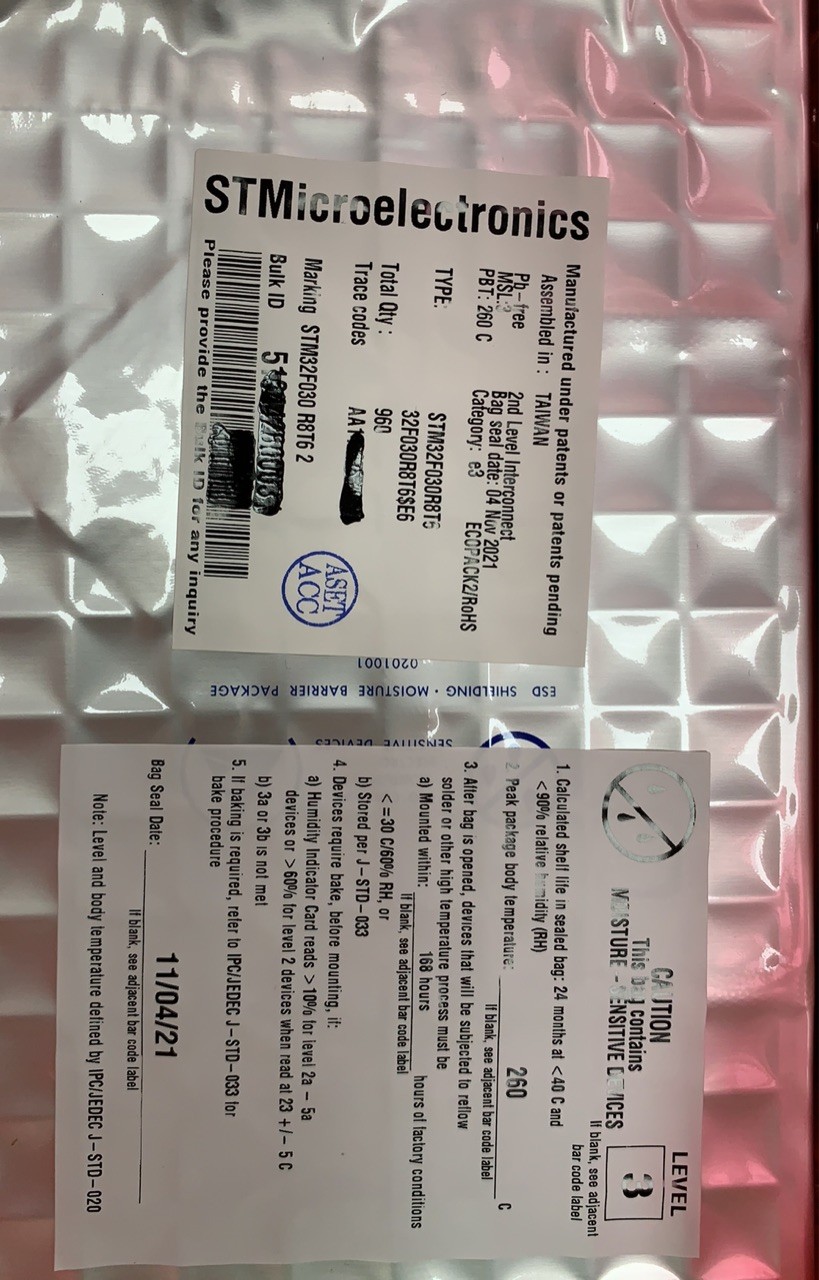 STMicroelectronics
Manufactured under patents or patents pending
Assembled in : TAIWAN
Pb-free 2nd Level Interconnect
MSL:3 Bag seal date: 04 Nov 2021
PBT: 260 C Category: e3 ECOPACK2/RoHS
TYPE: STM32F030R8T6
32F030R8T6SE6
Total Qty : 960
Trace codes AA1
Marking STM32F030 R8T6 2
Bulk ID 5
Please provide the Bulk ID for any inquiry
ASET
ACC
0201001
ESD SHIELDING · MOISTURE BARRIER PACKAGE
SENSITIVE DEVICES
LEVEL
3
If blank, see adjacent
bar code label
CAUTION
This bag contains
MOISTURE-SENSITIVE DEVICES
1. Calculated shelf life in sealed bag: 24 months at <40 C and
<90% relative humidity (RH)
2. Peak package body temperature: 260 C
If blank, see adjacent bar code label
3. After bag is opened, devices that will be subjected to reflow
solder or other high temperature process must be
a) Mounted within: 168 hours hours of factory conditions
If blank, see adjacent bar code label
<=30 C/60% RH, or
b) Stored per J-STD-033
4. Devices require bake, before mounting, if:
a) Humidity Indicator Card reads >10% for level 2a - 5a
devices or >60% for level 2 devices when read at 23 +/- 5 C
b) 3a or 3b is not met
5. If baking is required, refer to IPC/JEDEC J-STD-033 for
bake procedure
Bag Seal Date: 11/04/21
If blank, see adjacent bar code label
Note: Level and body temperature defined by IPC/JEDEC J-STD-020